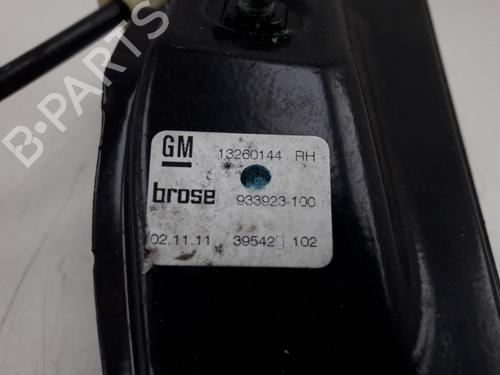 B-PARTS
GM 13260144 RH
brose 933923-100
02.11.11 39542 102